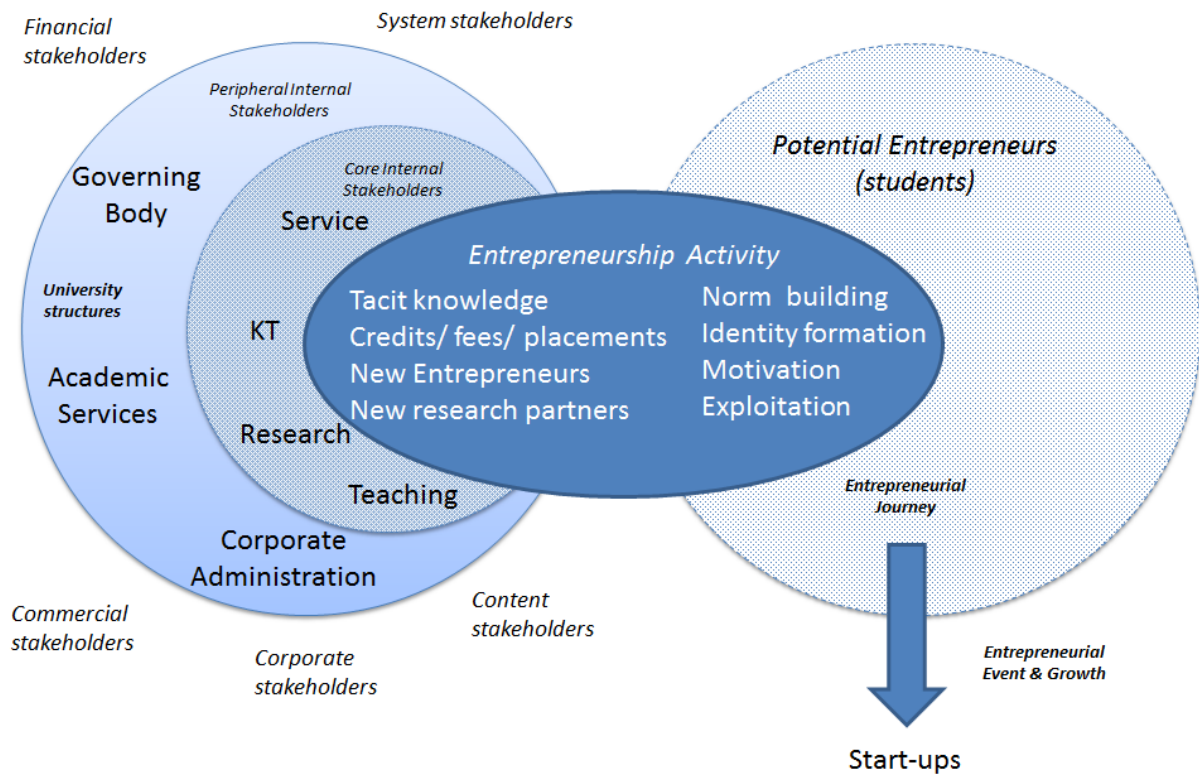 Financial
stakeholders
System stakeholders
Peripheral Internal
Stakeholders
Core Internal
Stakeholders
Governing
Body
Service
University
structures
KT
Academic
Services
Research
Teaching
Corporate
Administration
Entrepreneurship Activity
Tacit knowledge
Credits/ fees/ placements
New Entrepreneurs
New research partners
Norm building
Identity formation
Motivation
Exploitation
Potential Entrepreneurs
(students)
Entrepreneurial
Journey
Commercial
stakeholders
Corporate
stakeholders
Content
stakeholders
Entrepreneurial
Event & Growth
Start-ups